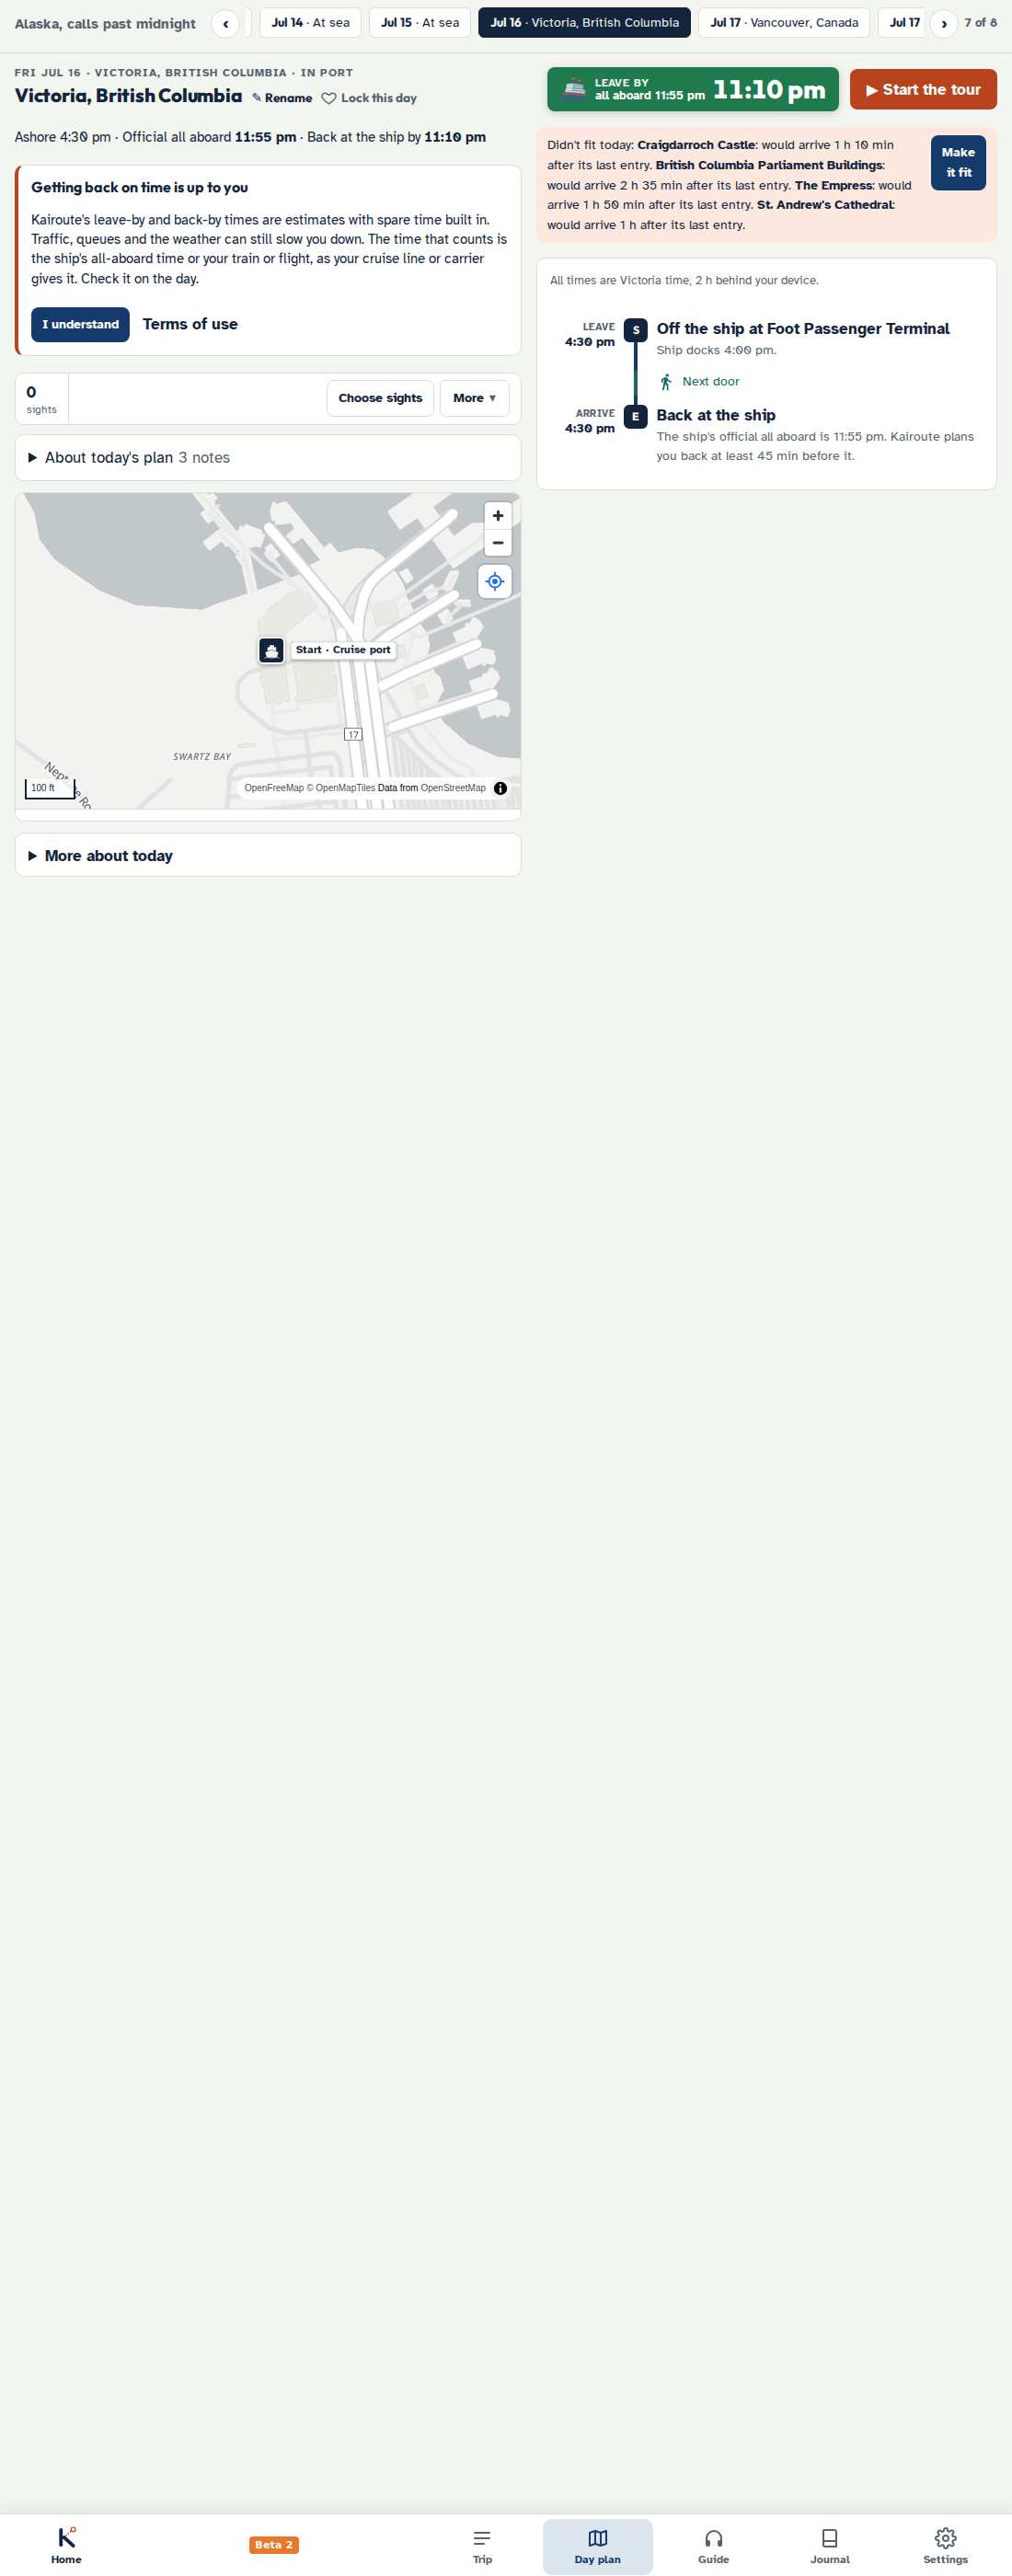 Alaska, calls past midnight
‹
Jul 14 · At sea
Jul 15 · At sea
Jul 16 · Victoria, British Columbia
Jul 17 · Vancouver, Canada
Jul 17
›
7 of 8
FRI JUL 16 · VICTORIA, BRITISH COLUMBIA · IN PORT
Victoria, British Columbia
✎ Rename
Lock this day
LEAVE BY
all aboard 11:55 pm
11:10 pm
▶ Start the tour
Ashore 4:30 pm · Official all aboard 11:55 pm · Back at the ship by 11:10 pm
Getting back on time is up to you
Kairoute's leave-by and back-by times are estimates with spare time built in.
Traffic, queues and the weather can still slow you down. The time that counts is
the ship's all-aboard time or your train or flight, as your cruise line or carrier
gives it. Check it on the day.
I understand
Terms of use
0
sights
Choose sights
More ▾
▶ About today's plan 3 notes
+
−
Start · Cruise port
17
SWARTZ BAY
100 ft
OpenFreeMap © OpenMapTiles Data from OpenStreetMap
▶ More about today
Didn't fit today: Craigdarroch Castle: would arrive 1 h 10 min
after its last entry. British Columbia Parliament Buildings:
would arrive 2 h 35 min after its last entry. The Empress: would
arrive 1 h 50 min after its last entry. St. Andrew's Cathedral:
would arrive 1 h after its last entry.
Make
it fit
All times are Victoria time, 2 h behind your device.
LEAVE
4:30 pm
S
Off the ship at Foot Passenger Terminal
Ship docks 4:00 pm.
Next door
ARRIVE
4:30 pm
E
Back at the ship
The ship's official all aboard is 11:55 pm. Kairoute plans
you back at least 45 min before it.
Home
Beta 2
Trip
Day plan
Guide
Journal
Settings